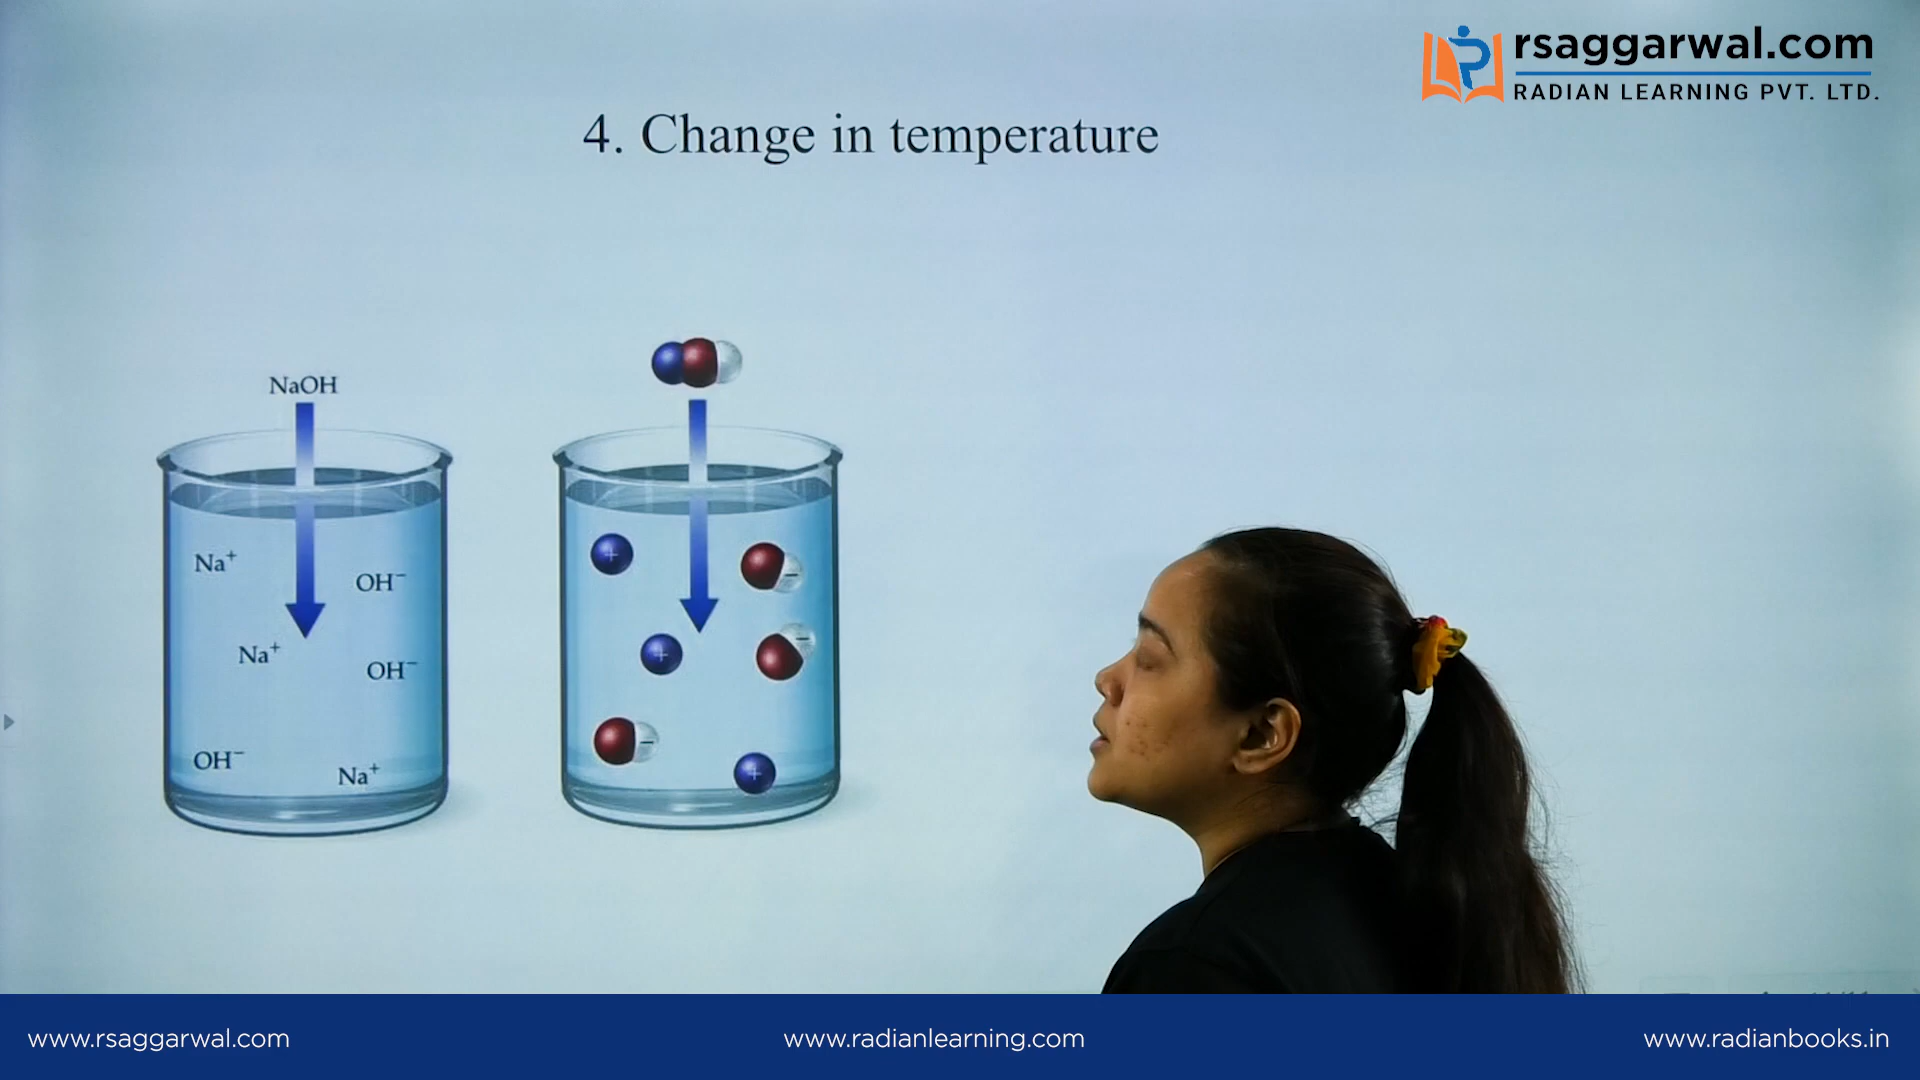 rsaggarwal.com
RADIAN LEARNING PVT. LTD.
4. Change in temperature
NaOH
Na⁺
OH⁻
Na⁺
OH⁻
OH⁻
Na⁺
+
−
+
−
−
+
www.rsaggarwal.com
www.radianlearning.com
www.radianbooks.in